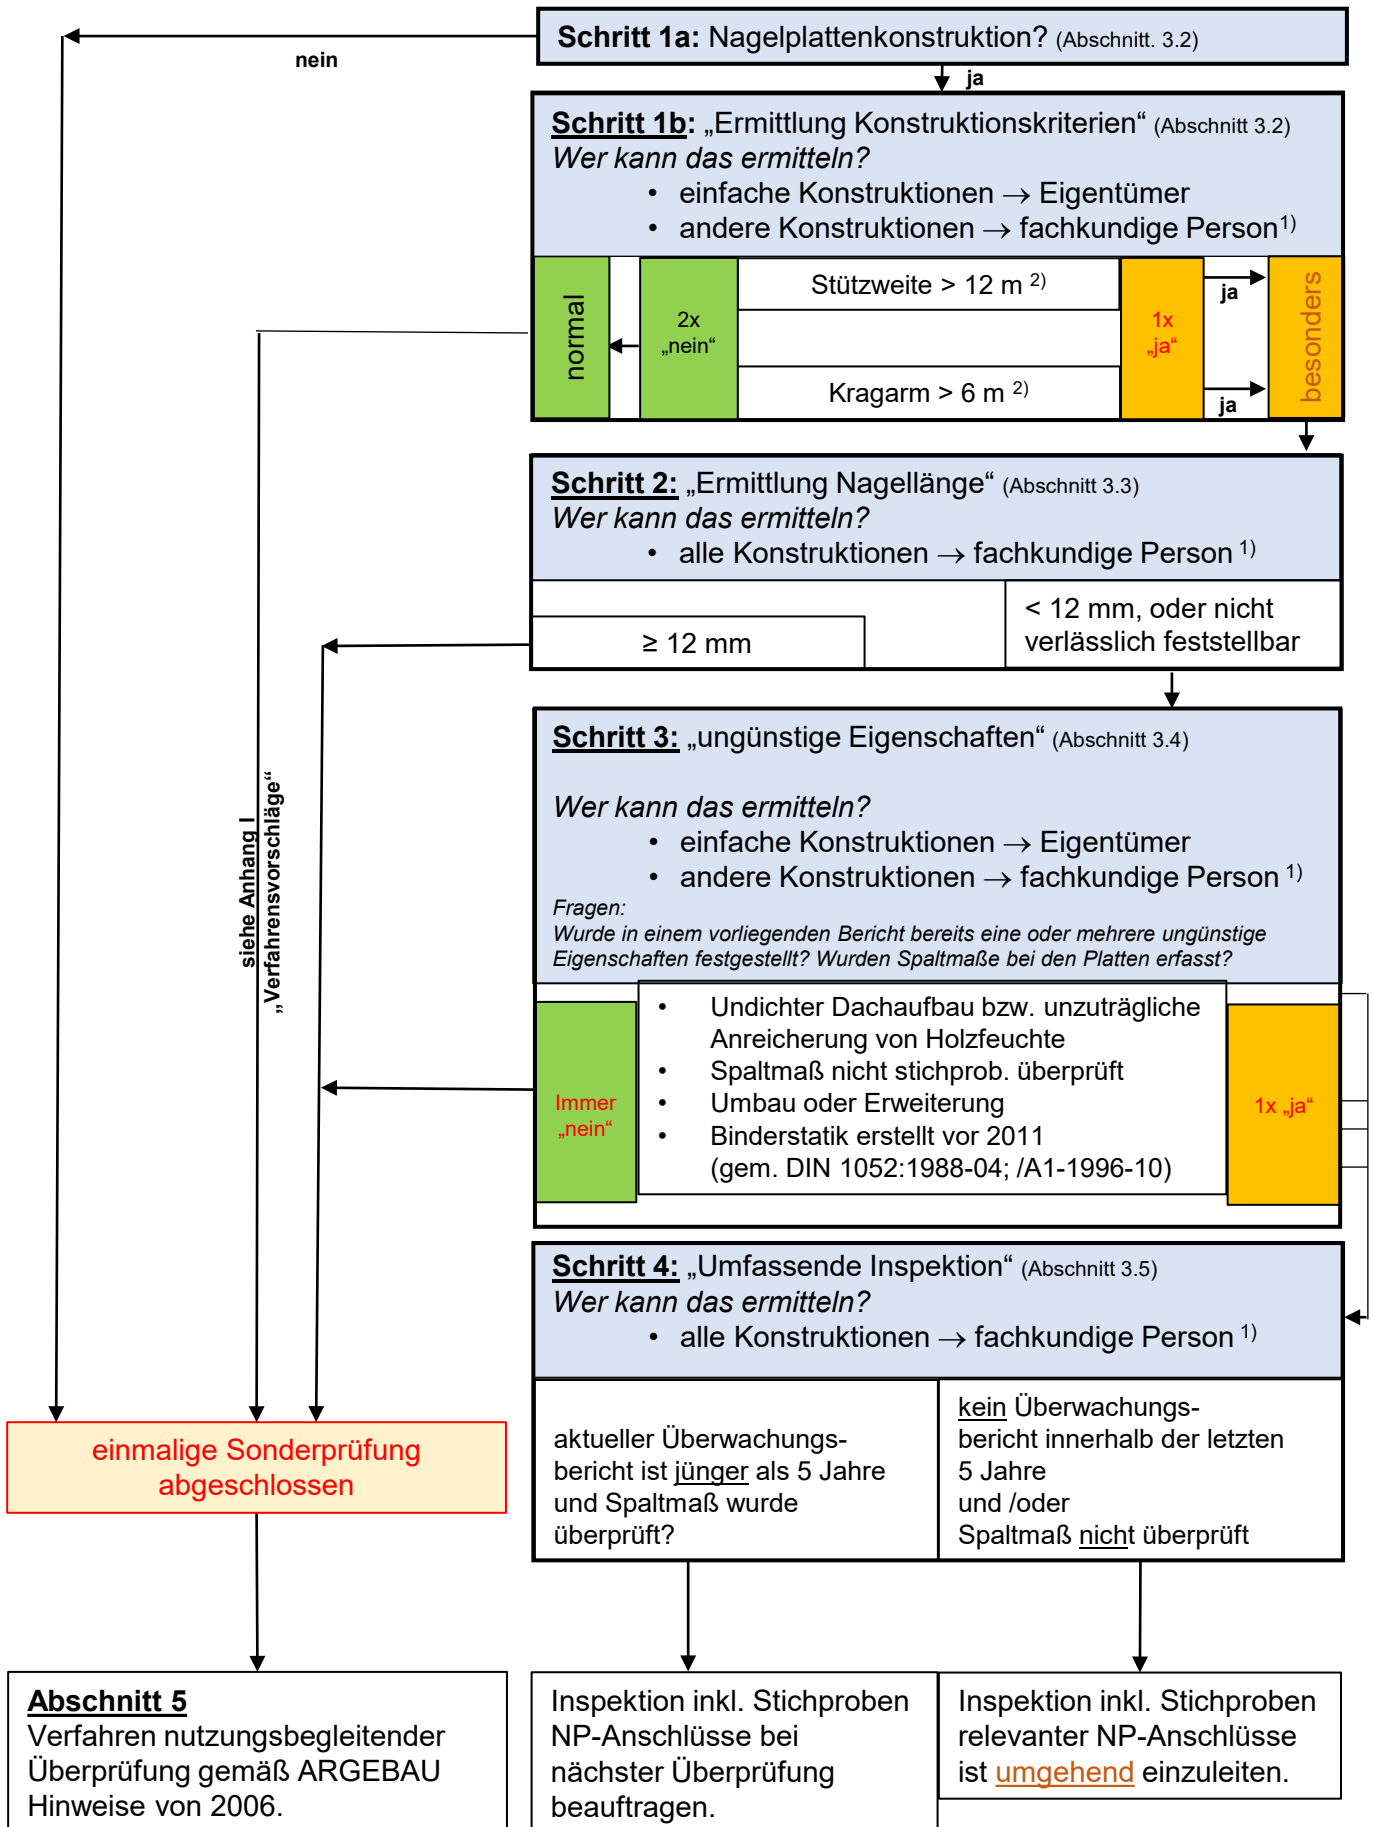 Schritt 1a: Nagelplattenkonstruktion? (Abschnitt. 3.2)
nein
ja
Schritt 1b: „Ermittlung Konstruktionskriterien“ (Abschnitt 3.2)
Wer kann das ermitteln?
• einfache Konstruktionen → Eigentümer
• andere Konstruktionen → fachkundige Person1)
normal
2x
„nein“
Stützweite > 12 m 2)
Kragarm > 6 m 2)
1x
„ja“
ja
ja
besonders
Schritt 2: „Ermittlung Nagellänge“ (Abschnitt 3.3)
Wer kann das ermitteln?
• alle Konstruktionen → fachkundige Person 1)
≥ 12 mm
< 12 mm, oder nicht
verlässlich feststellbar
siehe Anhang I
„Verfahrensvorschläge“
Schritt 3: „ungünstige Eigenschaften“ (Abschnitt 3.4)
Wer kann das ermitteln?
• einfache Konstruktionen → Eigentümer
• andere Konstruktionen → fachkundige Person 1)
Fragen:
Wurde in einem vorliegenden Bericht bereits eine oder mehrere ungünstige
Eigenschaften festgestellt? Wurden Spaltmaße bei den Platten erfasst?
Immer
„nein“
• Undichter Dachaufbau bzw. unzuträgliche
Anreicherung von Holzfeuchte
• Spaltmaß nicht stichprob. überprüft
• Umbau oder Erweiterung
• Binderstatik erstellt vor 2011
(gem. DIN 1052:1988-04; /A1-1996-10)
1x „ja“
Schritt 4: „Umfassende Inspektion“ (Abschnitt 3.5)
Wer kann das ermitteln?
• alle Konstruktionen → fachkundige Person 1)
aktueller Überwachungs-
bericht ist jünger als 5 Jahre
und Spaltmaß wurde
überprüft?
kein Überwachungs-
bericht innerhalb der letzten
5 Jahre
und /oder
Spaltmaß nicht überprüft
einmalige Sonderprüfung
abgeschlossen
Abschnitt 5
Verfahren nutzungsbegleitender
Überprüfung gemäß ARGEBAU
Hinweise von 2006.
Inspektion inkl. Stichproben
NP-Anschlüsse bei
nächster Überprüfung
beauftragen.
Inspektion inkl. Stichproben
relevanter NP-Anschlüsse
ist umgehend einzuleiten.